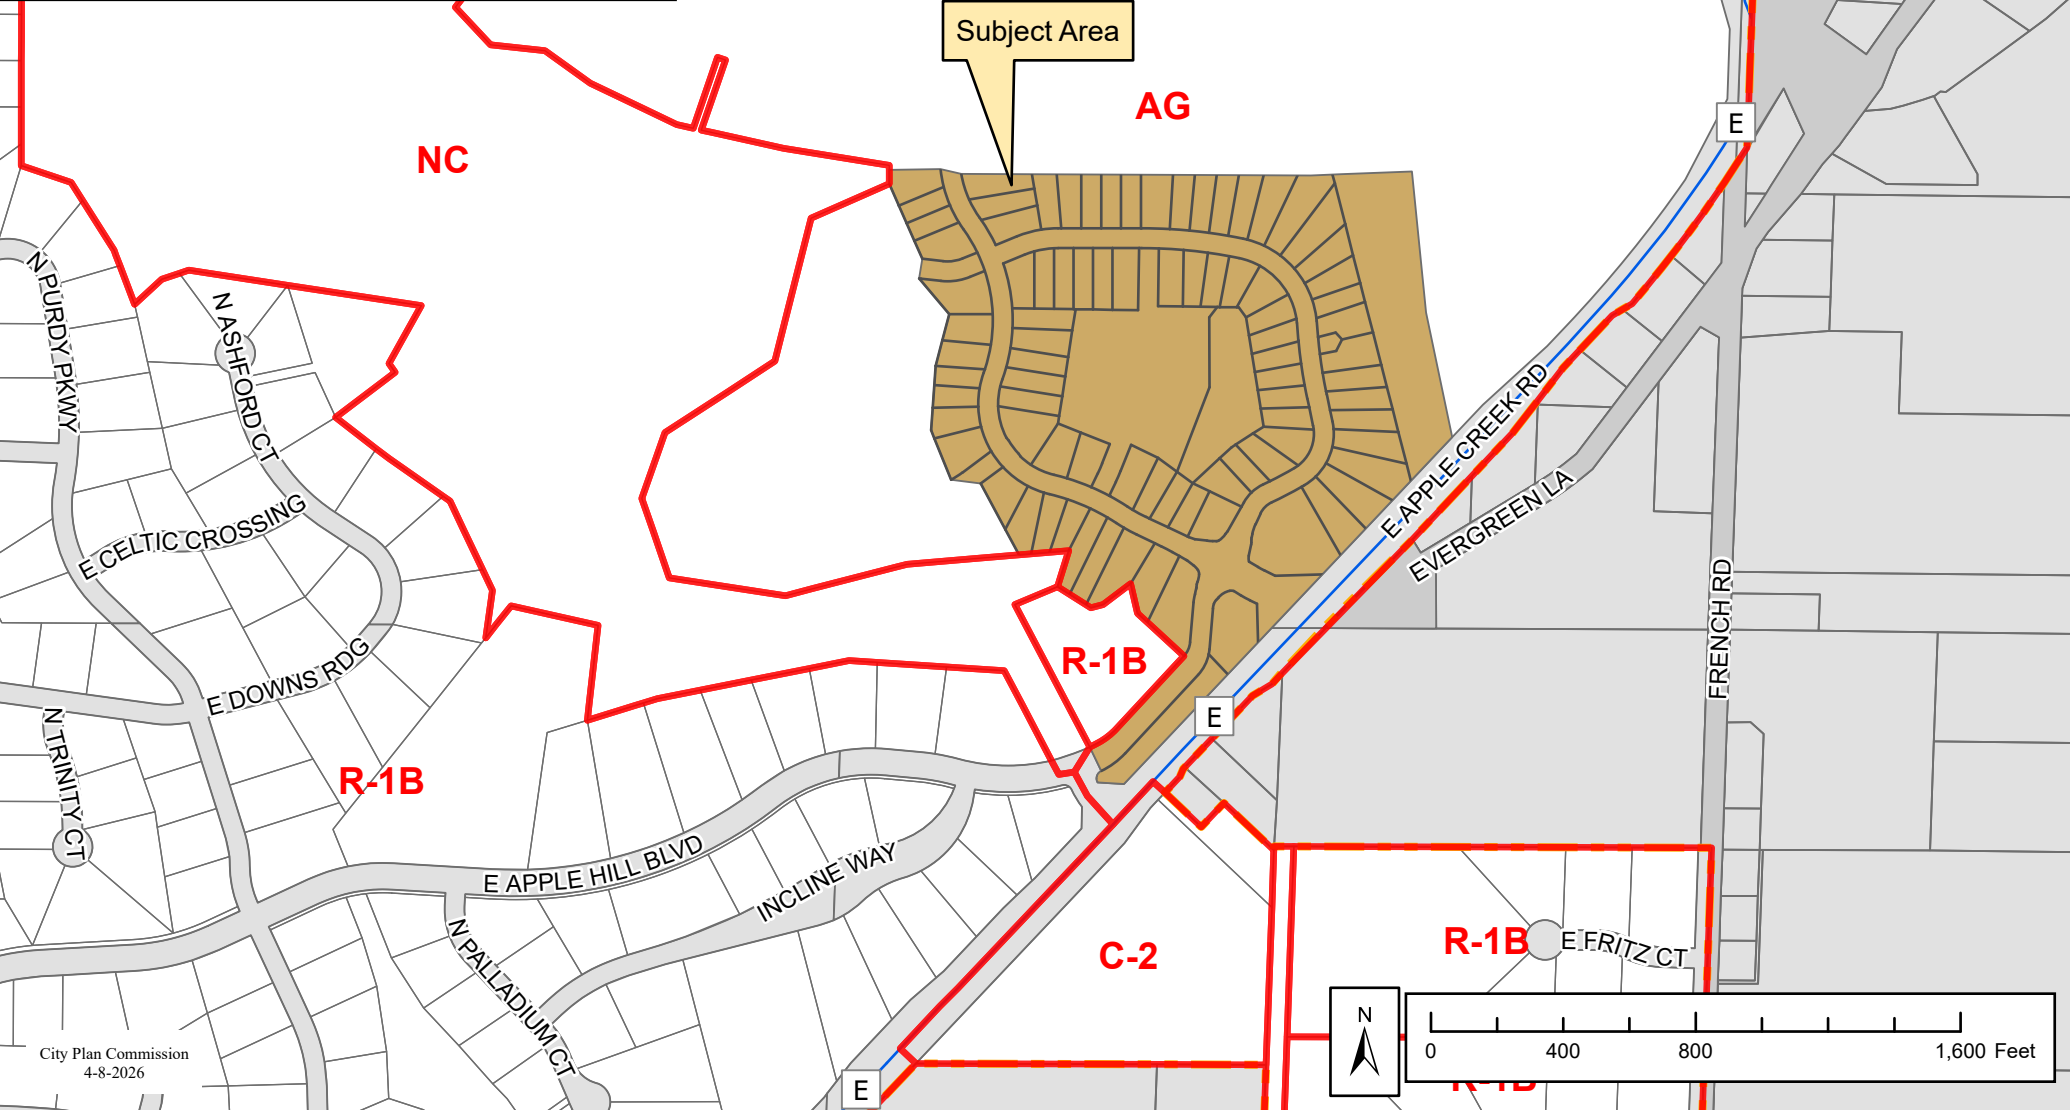 Subject Area
AG
E
NC
N PURDY PKWY
N ASHFORD CT
E APPLE CREEK RD
EVERGREEN LA
E CELTIC CROSSING
FRENCH RD
R-1B
E DOWNS RDG
E
N TRINITY CT
R-1B
E APPLE HILL BLVD
INCLINE WAY
C-2
R-1B
E FRITZ CT
N PALLADIUM CT
N
0
400
800
1,600 Feet
City Plan Commission
4-8-2026
R-1B
E